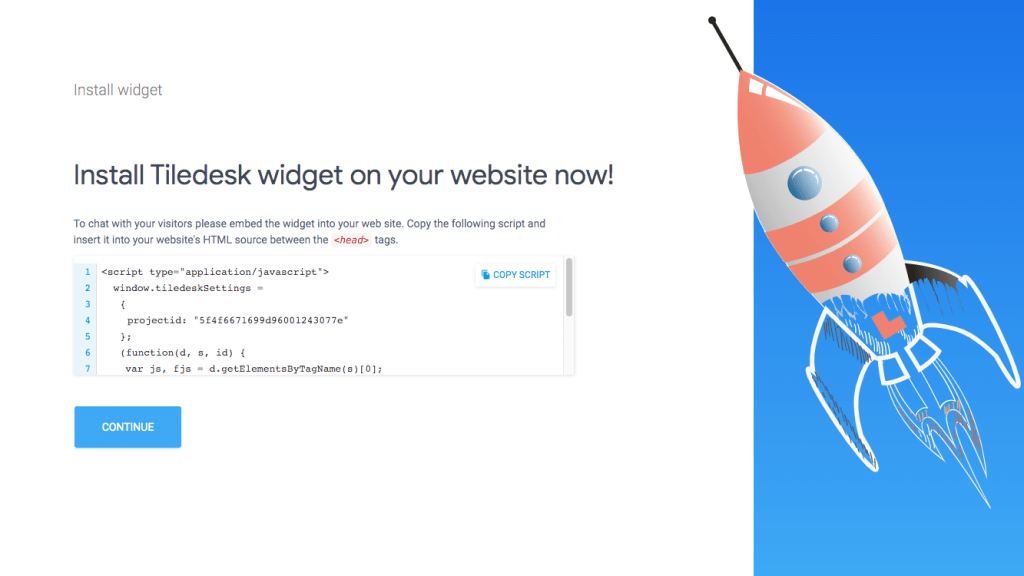 Install widget
Install Tiledesk widget on your website now!
To chat with your visitors please embed the widget into your web site. Copy the following script and
insert it into your website's HTML source between the <head> tags.
COPY SCRIPT
1 <script type="application/javascript">
2 window.tiledeskSettings =
3 {
4 projectid: "5f4f6671699d96001243077e"
5 };
6 (function(d, s, id) {
7 var js, fjs = d.getElementsByTagName(s)[0];
CONTINUE